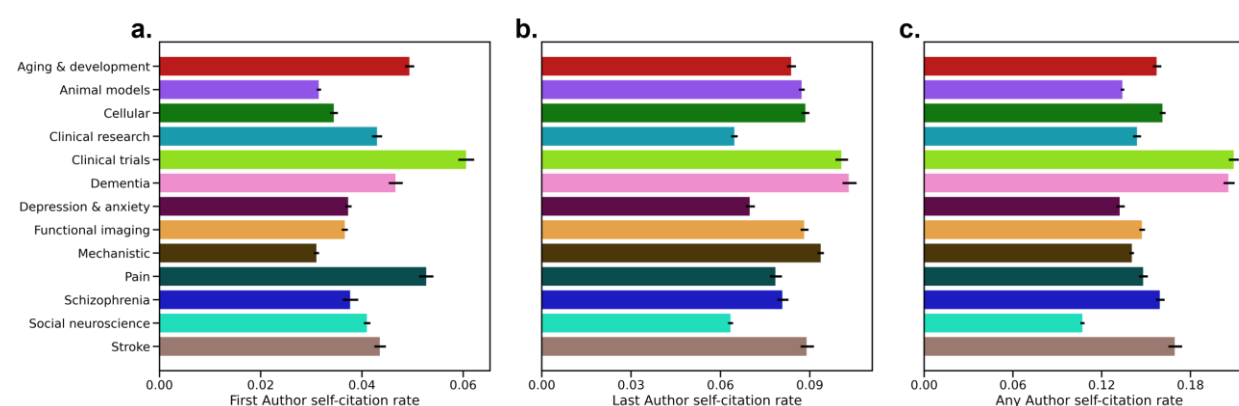 a.
b.
c.
Aging & development
Animal models
Cellular
Clinical research
Clinical trials
Dementia
Depression & anxiety
Functional imaging
Mechanistic
Pain
Schizophrenia
Social neuroscience
Stroke
0.00 0.02 0.04 0.06
First Author self-citation rate
0.00 0.03 0.06 0.09
Last Author self-citation rate
0.00 0.06 0.12 0.18
Any Author self-citation rate